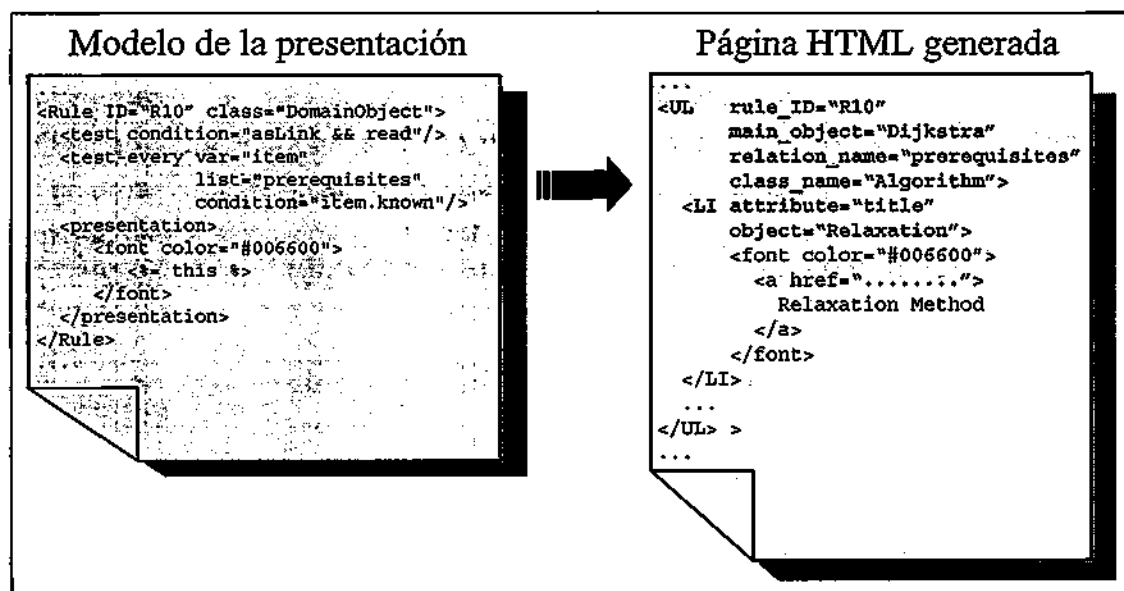 Modelo de la presentación
<Rule ID="R10" class="DomainObject">
<test condition="asLink && read"/>
<test-every var="item"
list="prerequisites"
condition="item.known"/>
<presentation>
<font color="#006600">
<%= this %>
</font>
</presentation>
</Rule>
Página HTML generada
...
<UL rule_ID="R10"
main_object="Dijkstra"
relation_name="prerequisites"
class_name="Algorithm">
<LI attribute="title"
object="Relaxation">
<font color="#006600">
<a href="........">
Relaxation Method
</a>
</font>
</LI>
...
</UL> >
...